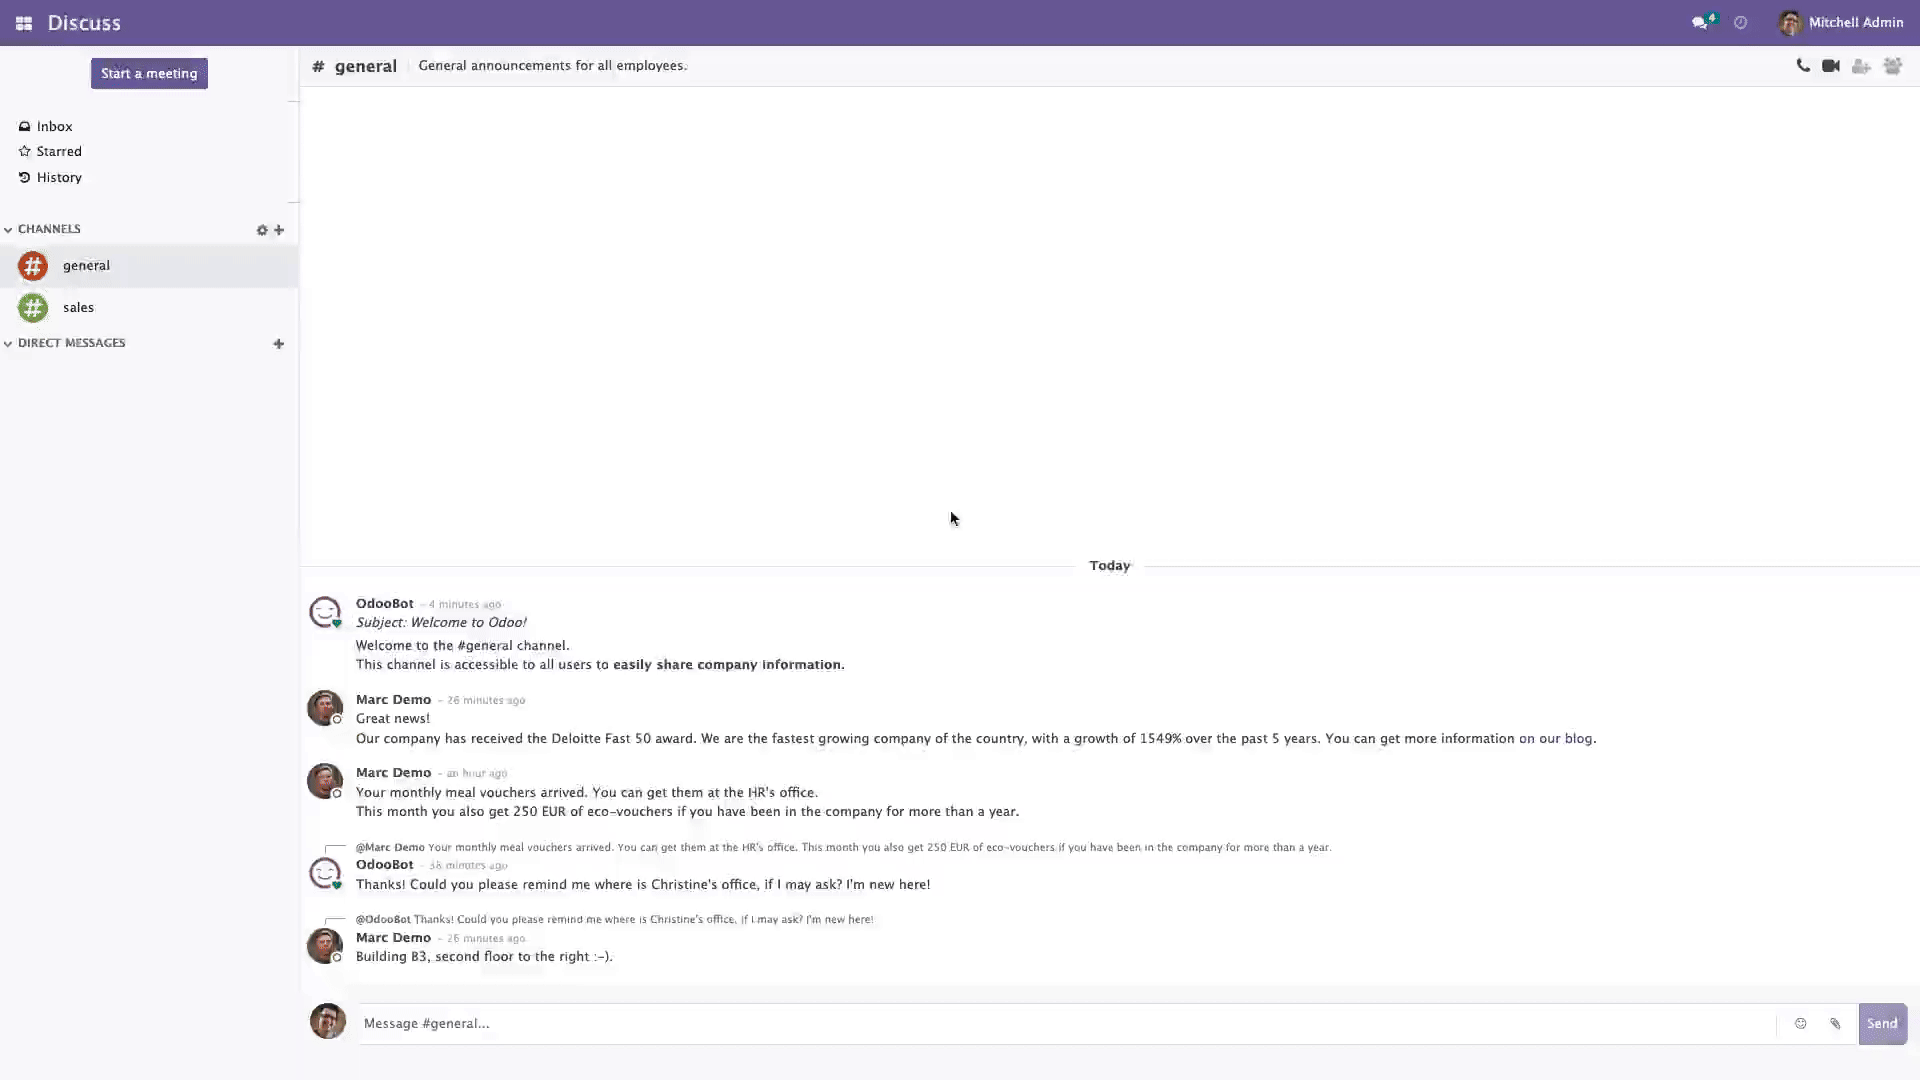 Discuss
4
Mitchell Admin
Start a meeting
# general
General announcements for all employees.
Inbox
Starred
History
CHANNELS
general
sales
DIRECT MESSAGES
Today
OdooBot - 4 minutes ago
Subject: Welcome to Odoo!
Welcome to the #general channel.
This channel is accessible to all users to easily share company information.
Marc Demo - 26 minutes ago
Great news!
Our company has received the Deloitte Fast 50 award. We are the fastest growing company of the country, with a growth of 1549% over the past 5 years. You can get more information on our blog.
Marc Demo - an hour ago
Your monthly meal vouchers arrived. You can get them at the HR's office.
This month you also get 250 EUR of eco-vouchers if you have been in the company for more than a year.
@Marc Demo Your monthly meal vouchers arrived. You can get them at the HR's office. This month you also get 250 EUR of eco-vouchers if you have been in the company for more than a year.
OdooBot - 38 minutes ago
Thanks! Could you please remind me where is Christine's office, if I may ask? I'm new here!
@OdooBot Thanks! Could you please remind me where is Christine's office, if I may ask? I'm new here!
Marc Demo - 26 minutes ago
Building B3, second floor to the right :-).
Message #general...
Send